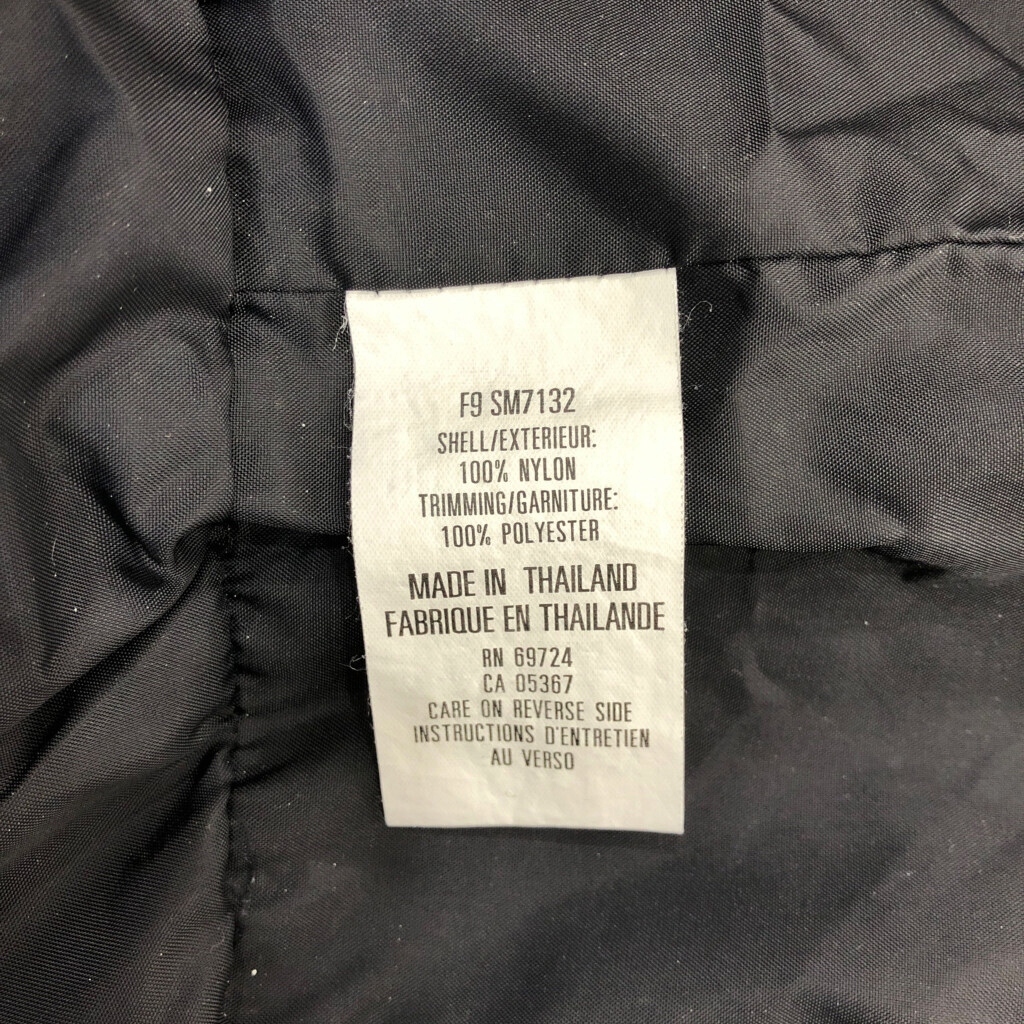 F9 SM7132
SHELL/EXTERIEUR:
100% NYLON
TRIMMING/GARNITURE:
100% POLYESTER
MADE IN THAILAND
FABRIQUE EN THAILANDE
RN 69724
CA 05367
CARE ON REVERSE SIDE
INSTRUCTIONS D'ENTRETIEN
AU VERSO